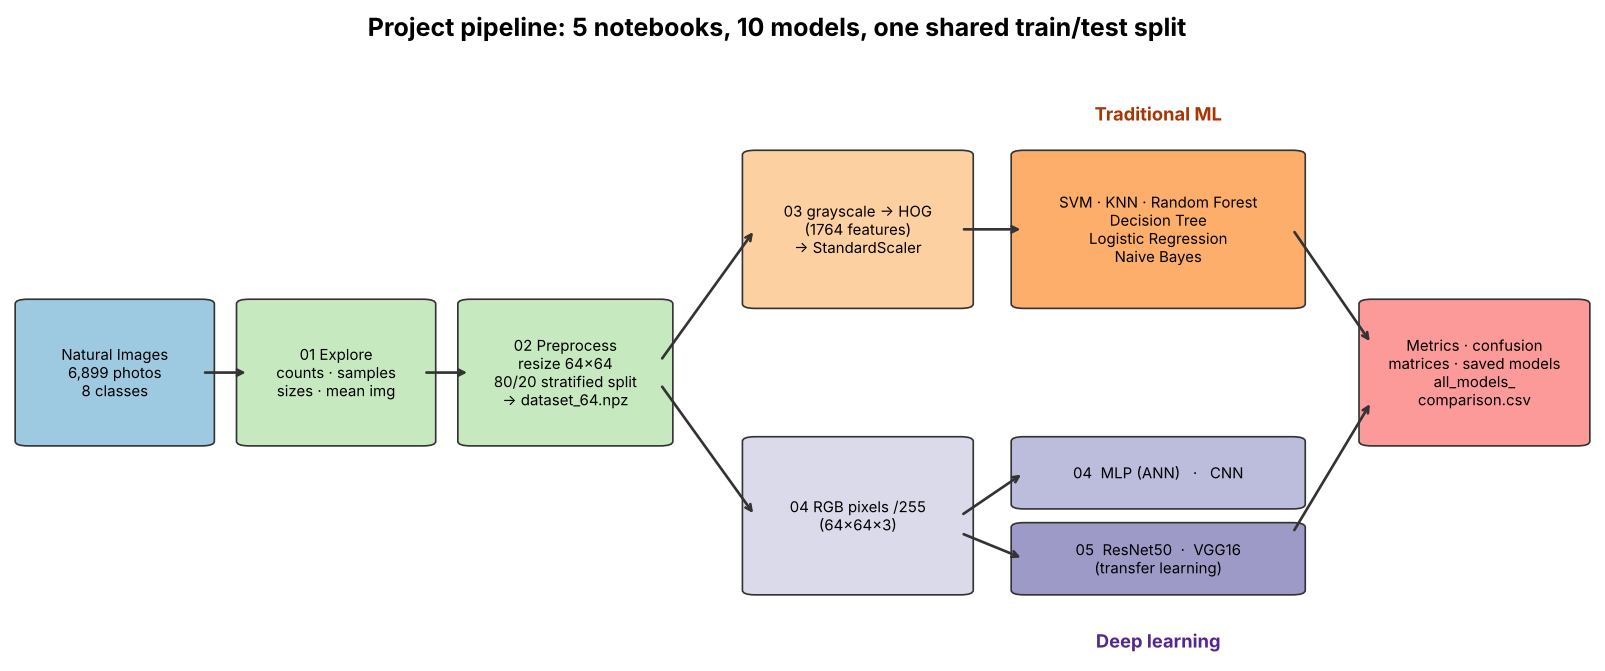 Project pipeline: 5 notebooks, 10 models, one shared train/test split
Traditional ML
Natural Images
6,899 photos
8 classes
01 Explore
counts · samples
sizes · mean img
02 Preprocess
resize 64×64
80/20 stratified split
→ dataset_64.npz
03 grayscale → HOG
(1764 features)
→ StandardScaler
SVM · KNN · Random Forest
Decision Tree
Logistic Regression
Naive Bayes
04 RGB pixels /255
(64×64×3)
04 MLP (ANN) · CNN
05 ResNet50 · VGG16
(transfer learning)
Metrics · confusion
matrices · saved models
all_models_
comparison.csv
Deep learning